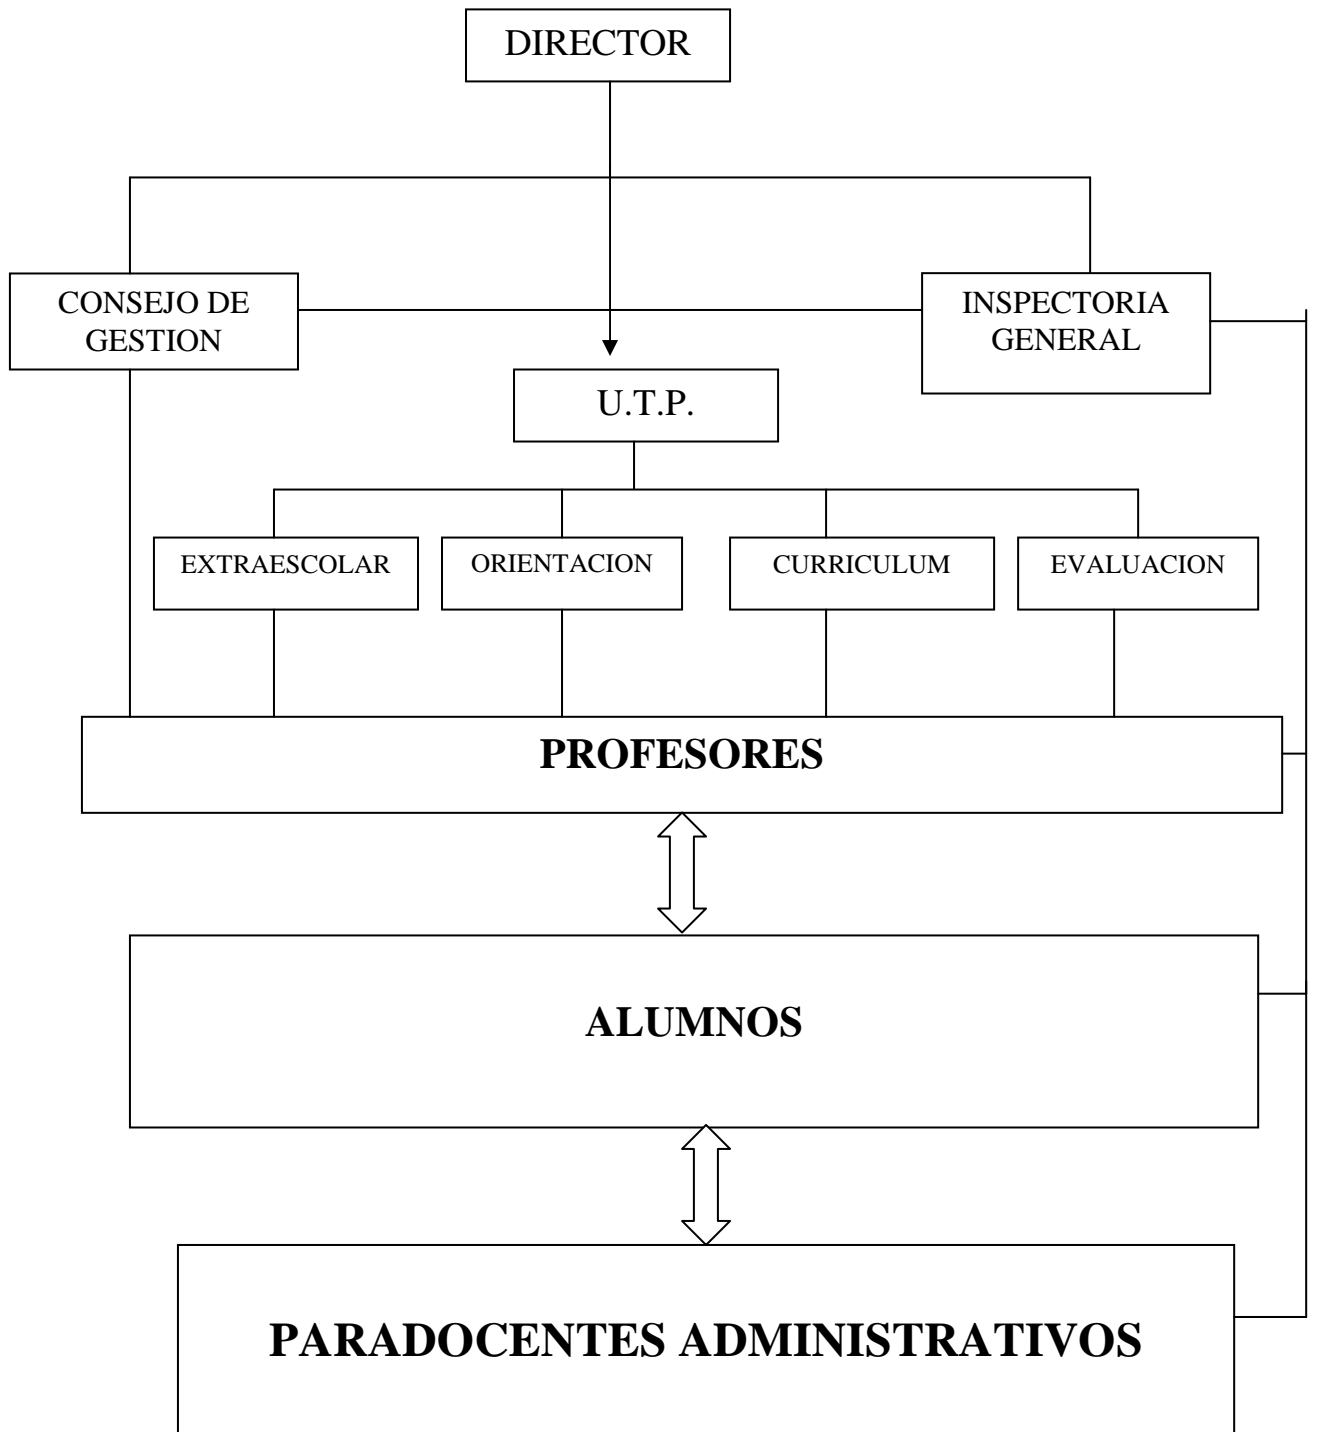 DIRECTOR
CONSEJO DE
GESTION
INSPECTORIA
GENERAL
U.T.P.
EXTRAESCOLAR
ORIENTACION
CURRICULUM
EVALUACION
PROFESORES
ALUMNOS
PARADOCENTES ADMINISTRATIVOS